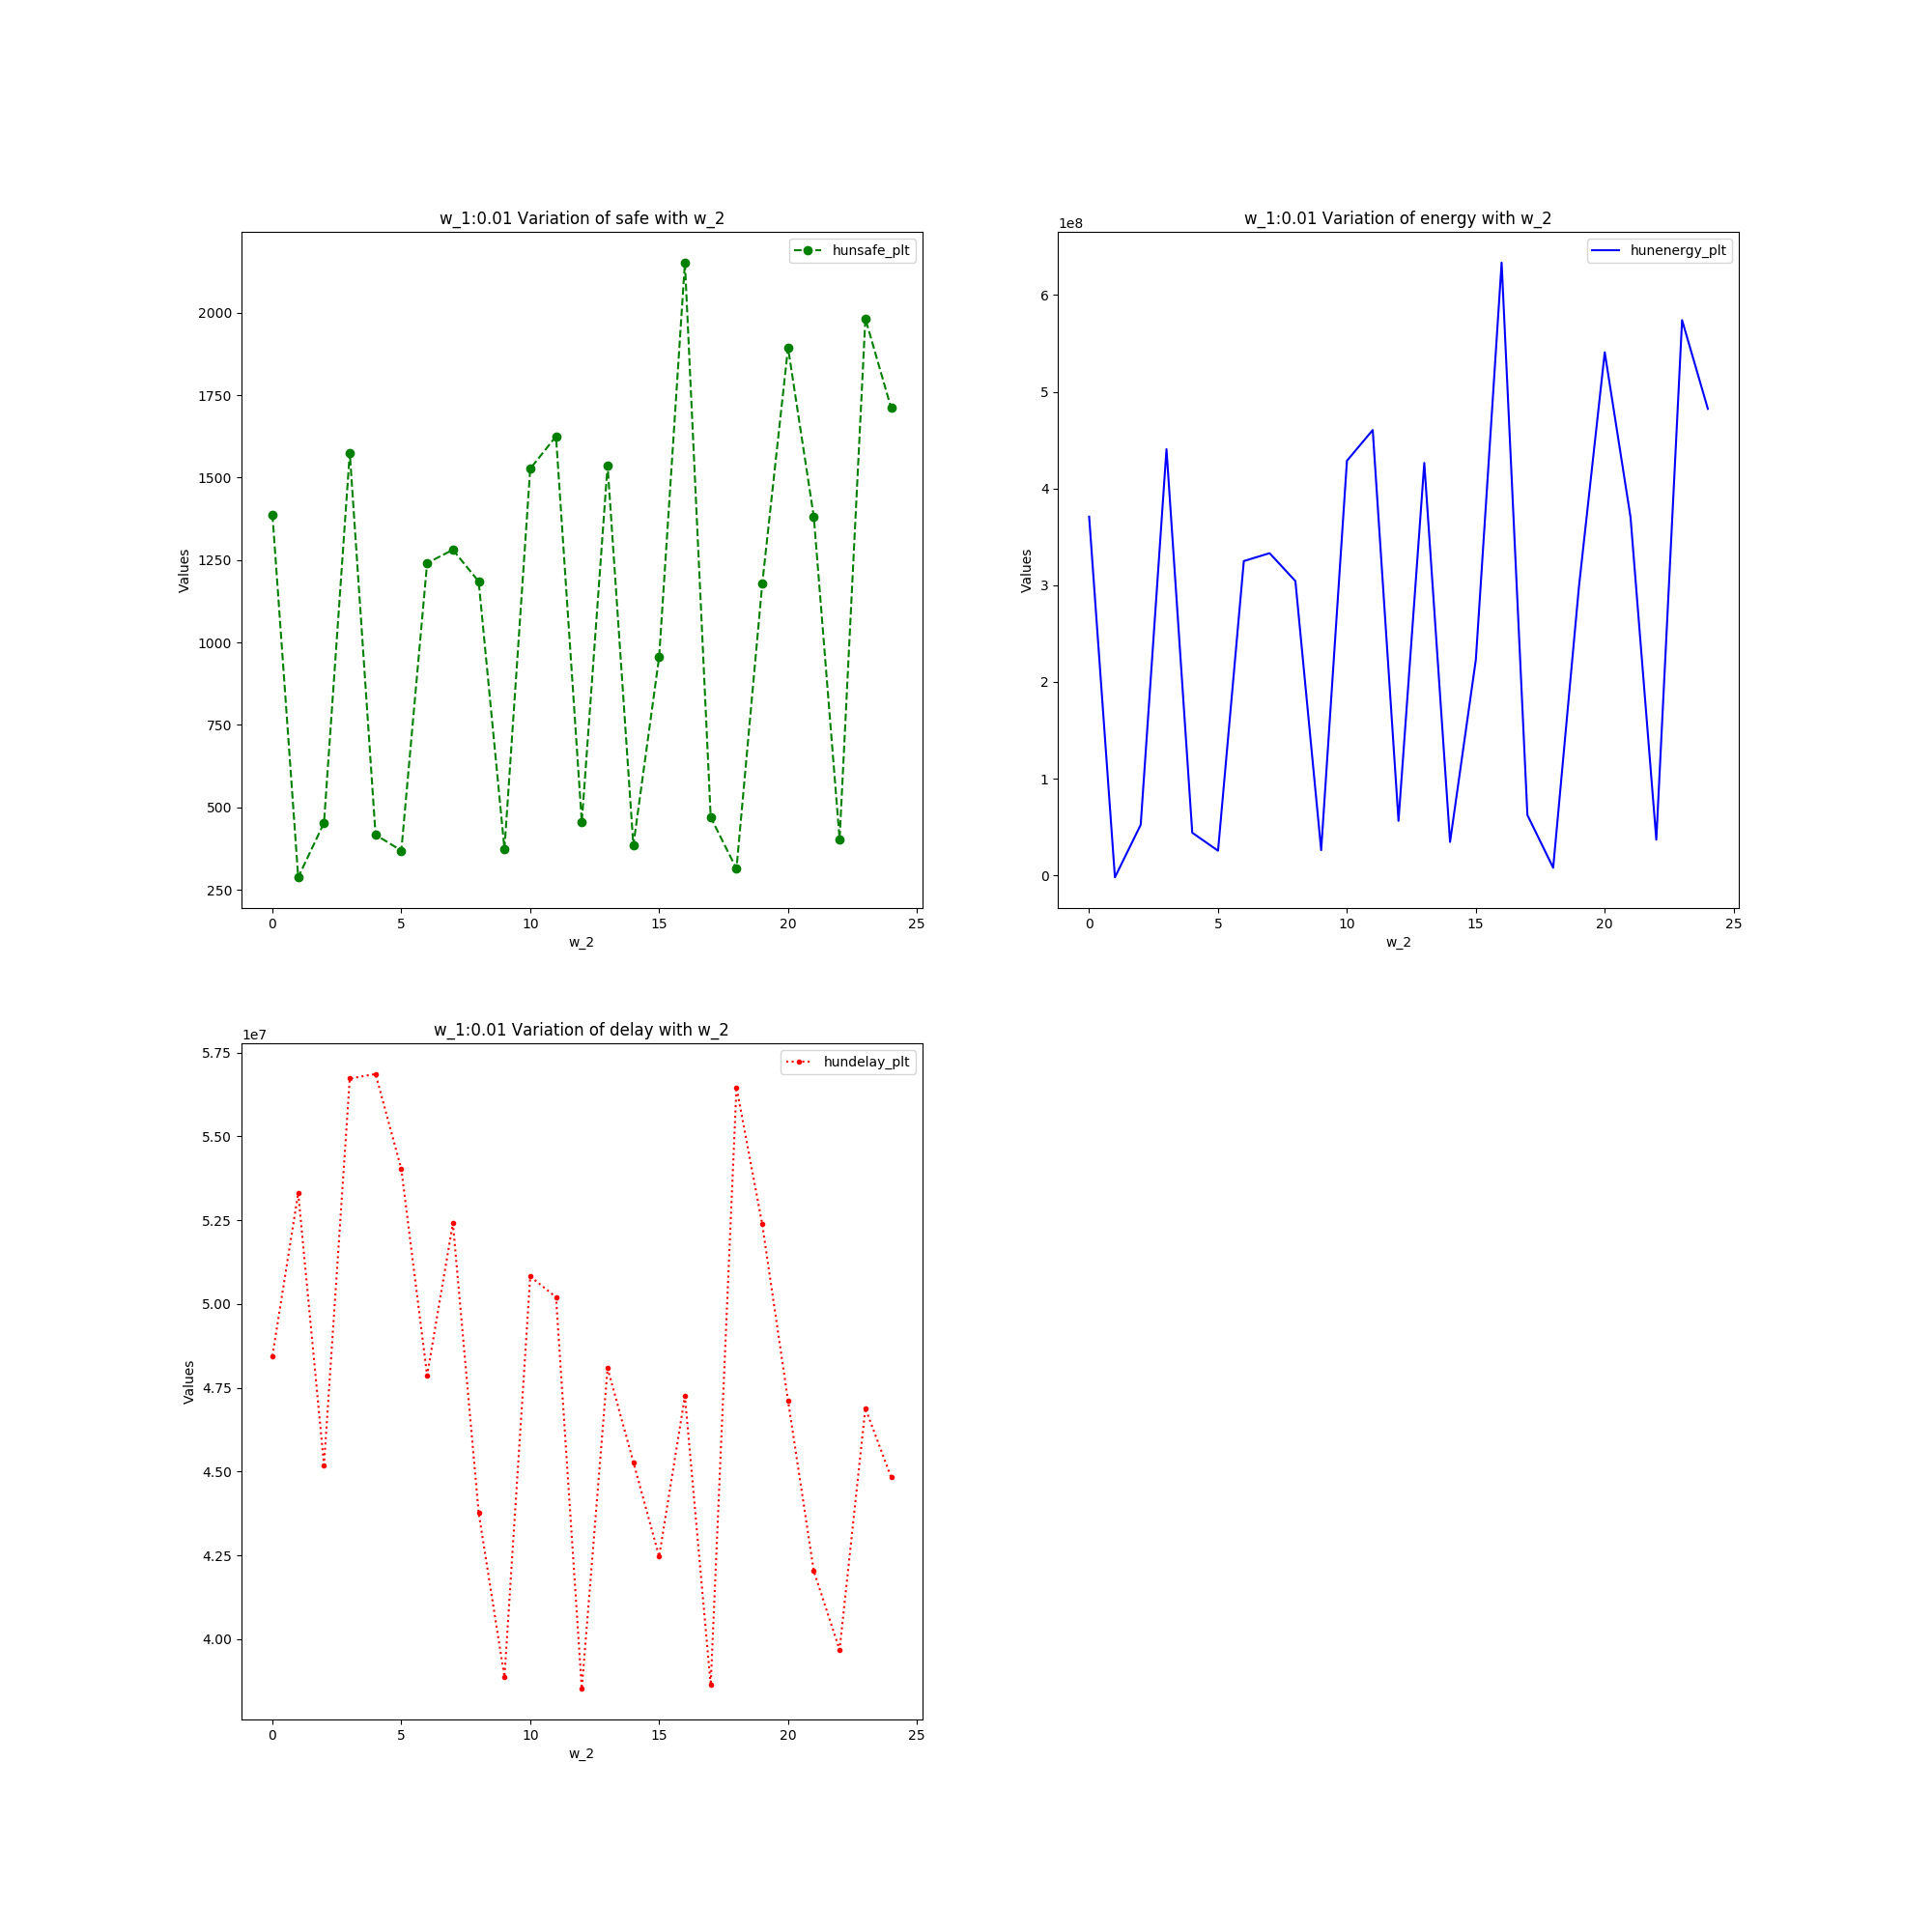 w_1:0.01 Variation of safe with w_2
hunsafe_plt
Values
2000
1750
1500
1250
1000
750
500
250
0 5 10 15 20 25
w_2
w_1:0.01 Variation of energy with w_2
1e8
hunenergy_plt
Values
6
5
4
3
2
1
0
0 5 10 15 20 25
w_2
w_1:0.01 Variation of delay with w_2
1e7
hundelay_plt
Values
5.75
5.50
5.25
5.00
4.75
4.50
4.25
4.00
0 5 10 15 20 25
w_2